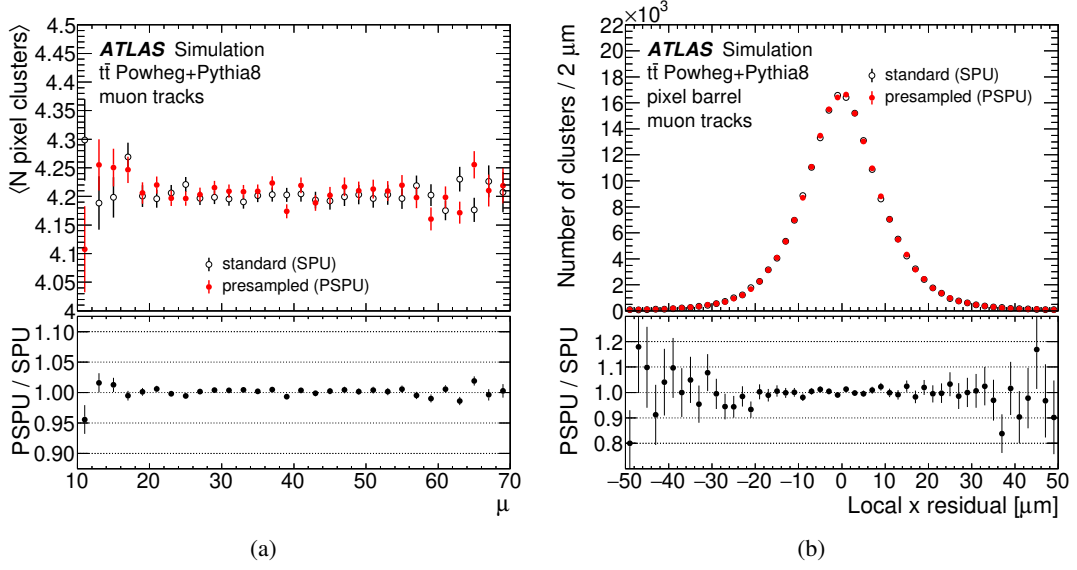 ⟨N pixel clusters⟩
4.5
4.45
4.4
4.35
4.3
4.25
4.2
4.15
4.1
4.05
4
ATLAS Simulation
tt̄ Powheg+Pythia8
muon tracks
standard (SPU)
presampled (PSPU)
PSPU / SPU
1.10
1.05
1.00
0.95
0.90
10 20 30 40 50 60 70
μ
(a)
Number of clusters / 2 μm
22×10³
20
18
16
14
12
10
8
6
4
2
0
ATLAS Simulation
tt̄ Powheg+Pythia8
pixel barrel
muon tracks
standard (SPU)
presampled (PSPU)
PSPU / SPU
1.2
1.1
1.0
0.9
0.8
−50 −40 −30 −20 −10 0 10 20 30 40 50
Local x residual [μm]
(b)